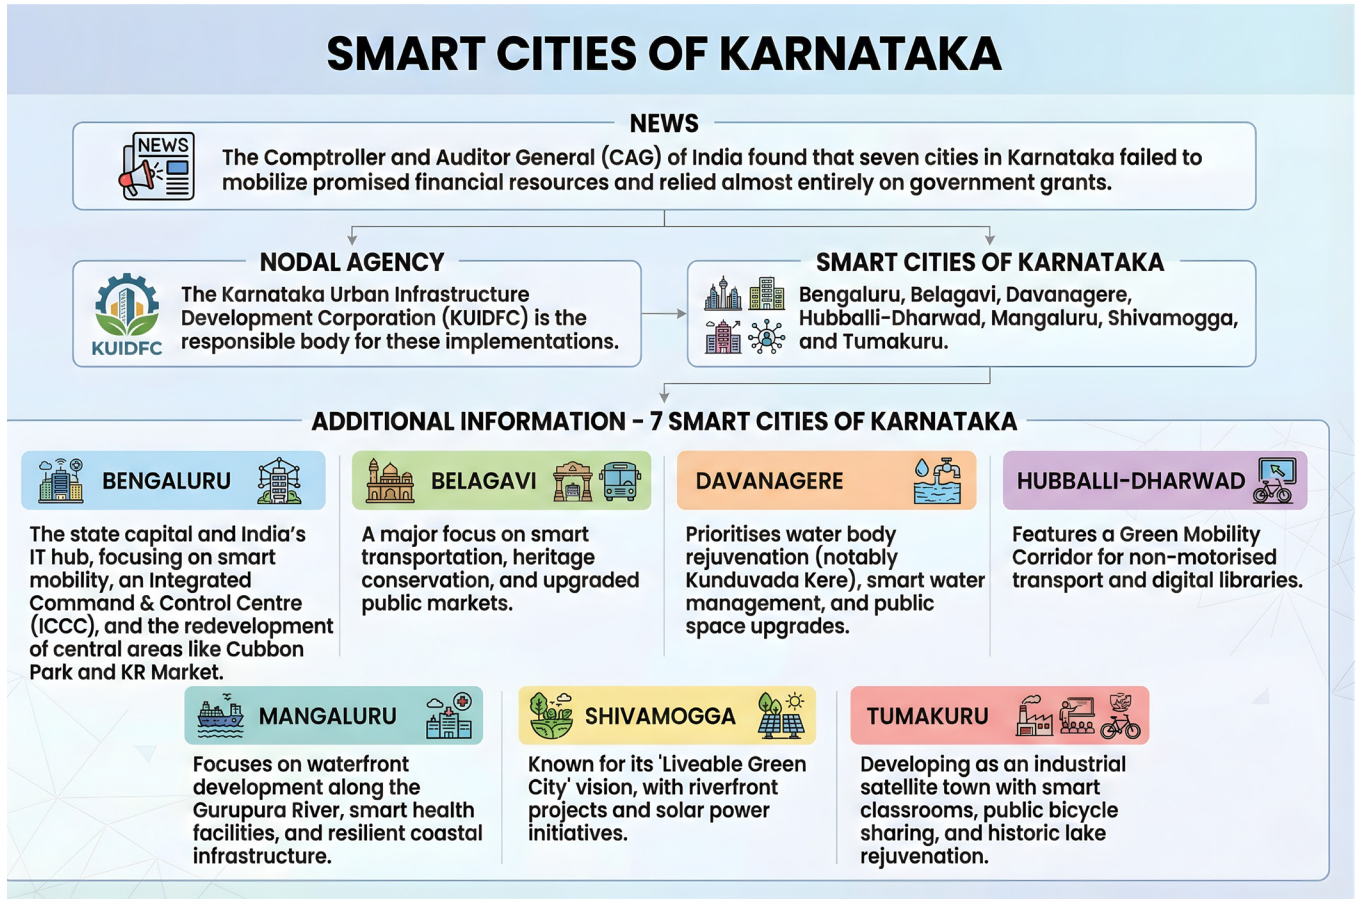 SMART CITIES OF KARNATAKA
NEWS
NEWS
The Comptroller and Auditor General (CAG) of India found that seven cities in Karnataka failed to
mobilize promised financial resources and relied almost entirely on government grants.
NODAL AGENCY
KUIDFC
The Karnataka Urban Infrastructure
Development Corporation (KUIDFC) is the
responsible body for these implementations.
SMART CITIES OF KARNATAKA
Bengaluru, Belagavi, Davanagere,
Hubballi-Dharwad, Mangaluru, Shivamogga,
and Tumakuru.
ADDITIONAL INFORMATION – 7 SMART CITIES OF KARNATAKA
BENGALURU
The state capital and India's
IT hub, focusing on smart
mobility, an Integrated
Command & Control Centre
(ICCC), and the redevelopment
of central areas like Cubbon
Park and KR Market.
BELAGAVI
A major focus on smart
transportation, heritage
conservation, and upgraded
public markets.
DAVANAGERE
Prioritises water body
rejuvenation (notably
Kunduvada Kere), smart water
management, and public
space upgrades.
HUBBALLI-DHARWAD
Features a Green Mobility
Corridor for non-motorised
transport and digital libraries.
MANGALURU
Focuses on waterfront
development along the
Gurupura River, smart health
facilities, and resilient coastal
infrastructure.
SHIVAMOGGA
Known for its 'Liveable Green
City' vision, with riverfront
projects and solar power
initiatives.
TUMAKURU
Developing as an industrial
satellite town with smart
classrooms, public bicycle
sharing, and historic lake
rejuvenation.